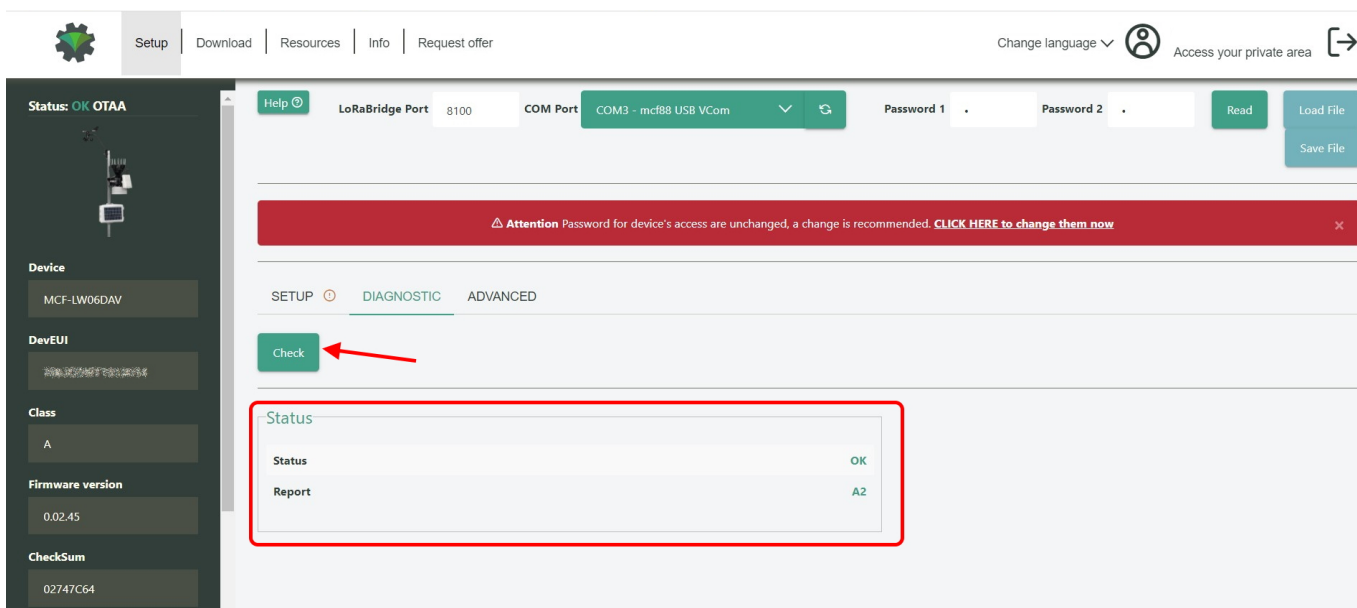 Setup Download Resources Info Request offer Change language Access your private area
Status: OK OTAA
Help LoRaBridge Port 8100 COM Port COM3 - mcf88 USB VCom Password 1 Password 2 Read Load File
Save File
Attention Password for device's access are unchanged, a change is recommended. CLICK HERE to change them now
Device
MCF-LW06DAV
SETUP DIAGNOSTIC ADVANCED
DevEUI
Check
Class
A
Status
Status OK
Report A2
Firmware version
0.02.45
CheckSum
02747C64